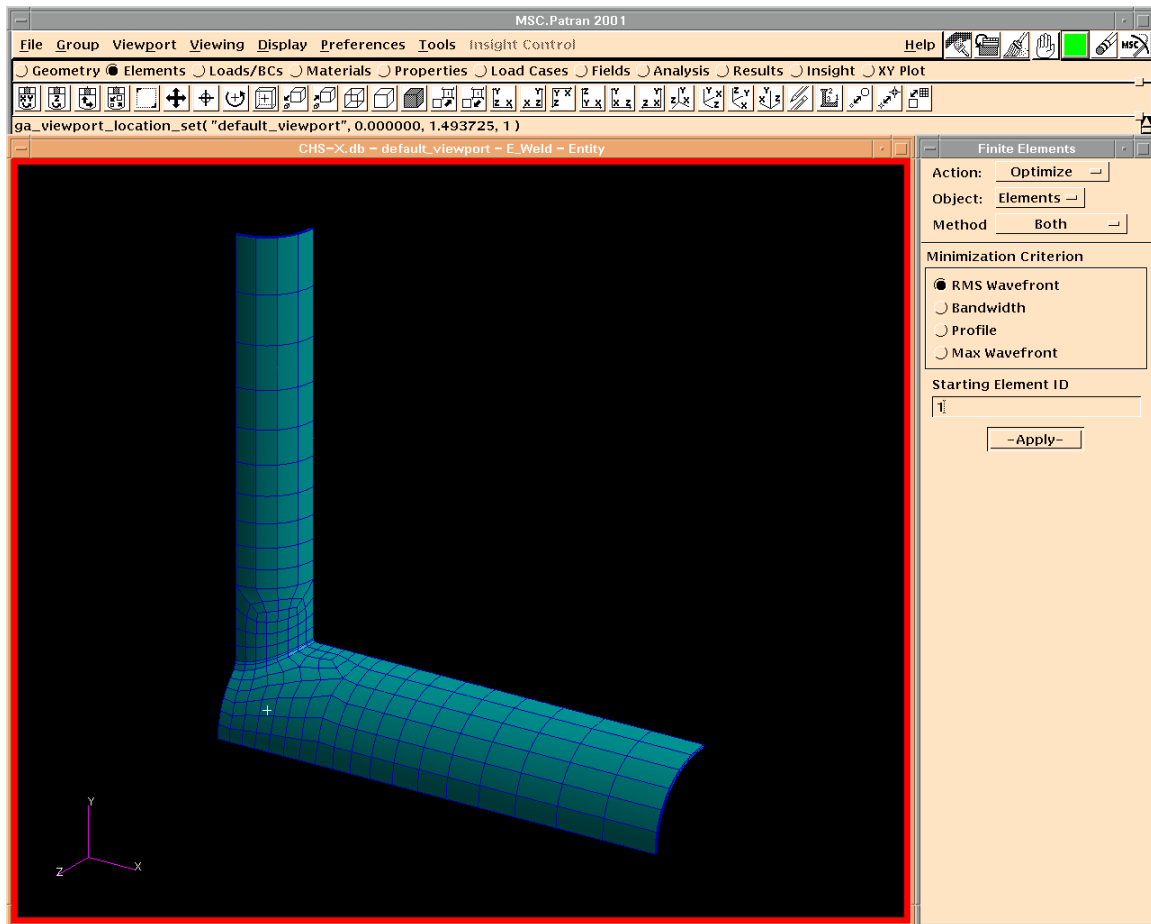 MSC.Patran 2001
File Group Viewport Viewing Display Preferences Tools Insight Control Help
MSC
Geometry Elements Loads/BCs Materials Properties Load Cases Fields Analysis Results Insight XY Plot
ga_viewport_location_set( "default_viewport", 0.000000, 1.493725, 1 )
CHS-X.db - default_viewport - E_Weld - Entity
Finite Elements
Action: Optimize
Object: Elements
Method Both
Minimization Criterion
RMS Wavefront
Bandwidth
Profile
Max Wavefront
Starting Element ID
1
-Apply-
Y
Z
X